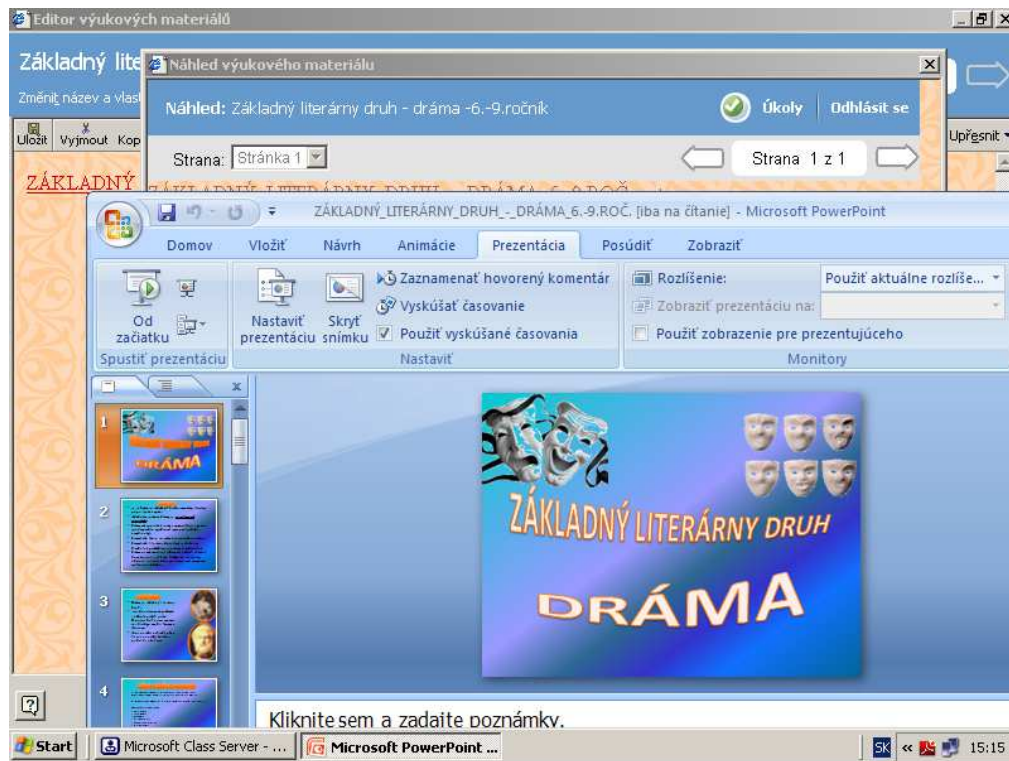 Editor výukových materiálů
Základný lite
Změnit název a vlast
Uložit Vyjmout Kop
Upřesnit
ZÁKLADNÝ
Náhled výukového materiálu
Náhled: Základný literárny druh - dráma -6.-9.ročník
Úkoly
Odhlásit se
Strana: Stránka 1
Strana 1 z 1
ZÁKLADNÝ_LITERÁRNY_DRUH_-_DRÁMA_6.-9.ROČ. [iba na čítanie] - Microsoft PowerPoint
Domov Vložiť Návrh Animácie Prezentácia Posúdiť Zobraziť
Od začiatku
Spustiť prezentáciu
Nastaviť prezentáciu
Skryť snímku
Zaznamenať hovorený komentár
Vyskúšať časovanie
Použiť vyskúšané časovania
Nastaviť
Rozlíšenie: Použiť aktuálne rozlíše...
Zobraziť prezentáciu na:
Použiť zobrazenie pre prezentujúceho
Monitory
1
DRÁMA
2
3
4
ZÁKLADNÝ LITERÁRNY DRUH
DRÁMA
Kliknite sem a zadajte poznámky.
Start
Microsoft Class Server - ...
Microsoft PowerPoint ...
SK
15:15